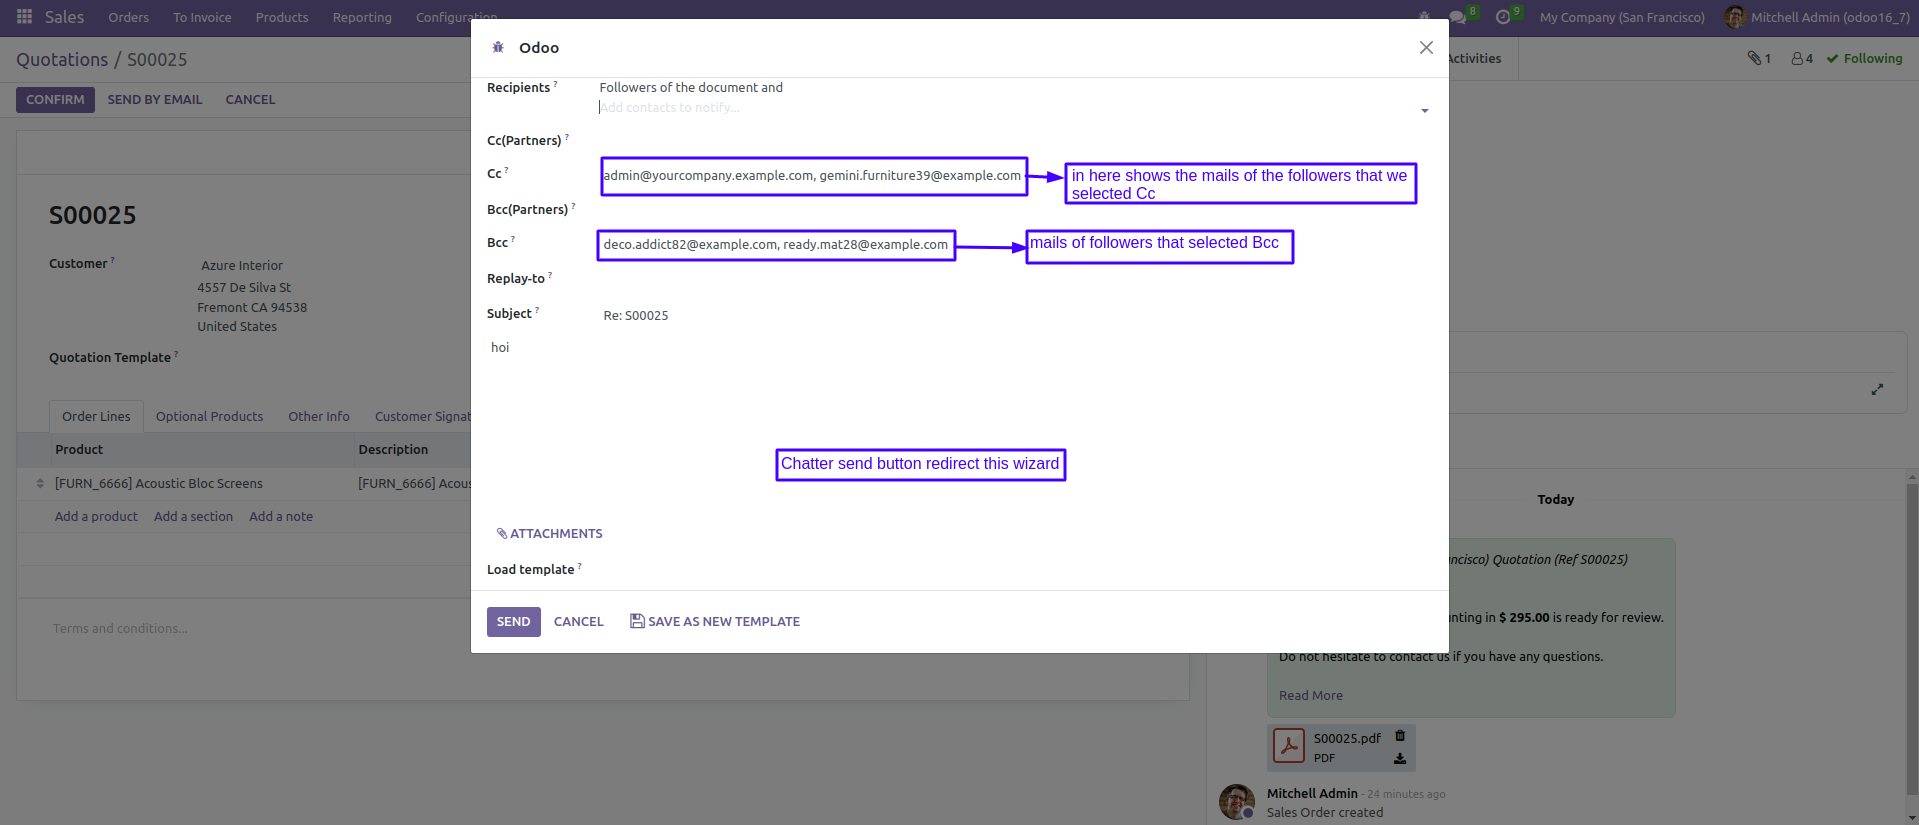 Sales Orders To Invoice Products Reporting Configuration 8 9 My Company (San Francisco) Mitchell Admin (odoo16_7)
Quotations / S00025
Activities 1 4 Following
CONFIRM SEND BY EMAIL CANCEL
S00025
Customer ?
Azure Interior
4557 De Silva St
Fremont CA 94538
United States
Quotation Template ?
Order Lines Optional Products Other Info Customer Signat
Product Description
[FURN_6666] Acoustic Bloc Screens [FURN_6666] Acous
Add a product Add a section Add a note
Terms and conditions...
Odoo
Recipients ? Followers of the document and
Add contacts to notify...
Cc(Partners) ?
Cc ? admin@yourcompany.example.com, gemini.furniture39@example.com
in here shows the mails of the followers that we
selected Cc
Bcc(Partners) ?
Bcc ? deco.addict82@example.com, ready.mat28@example.com
mails of followers that selected Bcc
Replay-to ?
Subject ? Re: S00025
hoi
Chatter send button redirect this wizard
ATTACHMENTS
Load template ?
SEND CANCEL SAVE AS NEW TEMPLATE
Today
ncisco) Quotation (Ref S00025)
nting in $ 295.00 is ready for review.
Do not hesitate to contact us if you have any questions.
Read More
S00025.pdf
PDF
Mitchell Admin - 24 minutes ago
Sales Order created